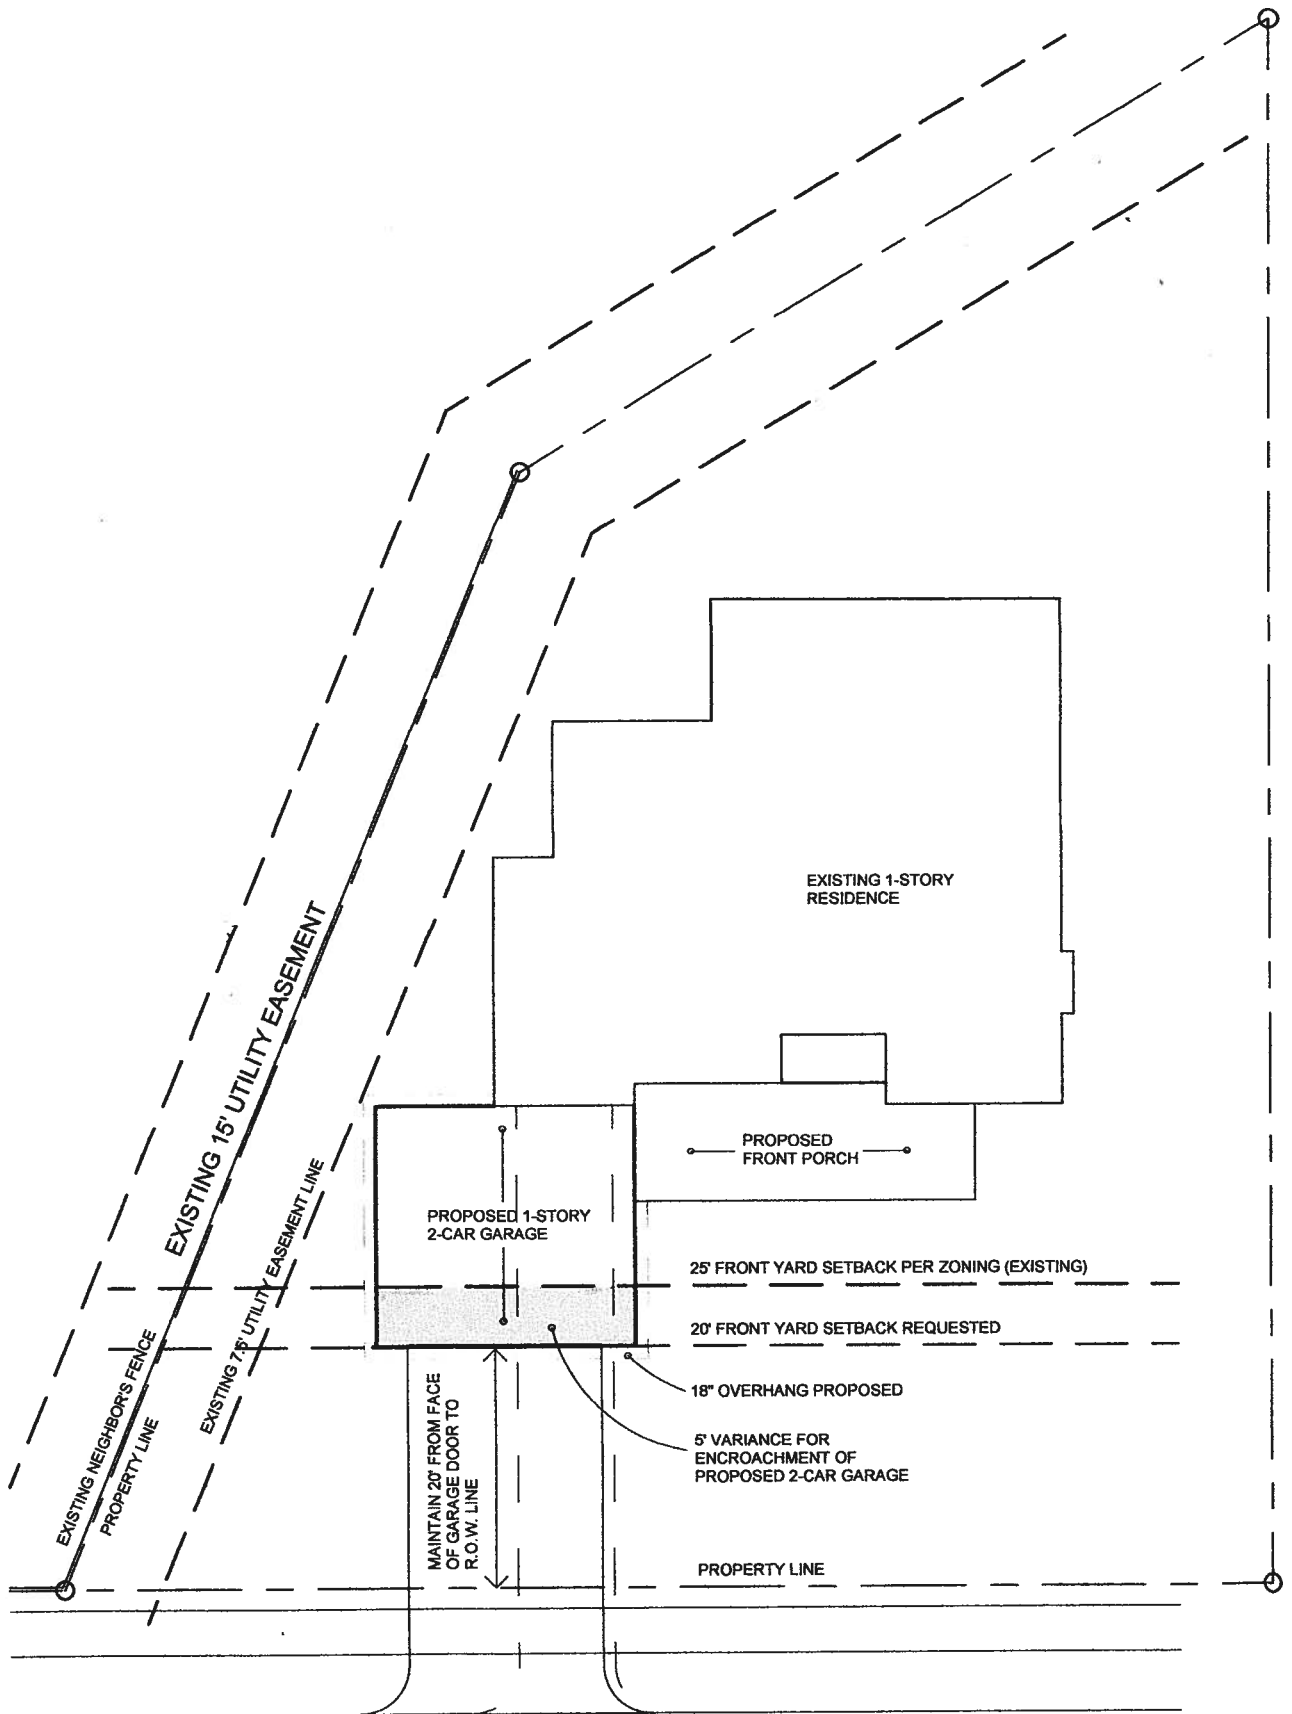 EXISTING 1-STORY
RESIDENCE
EXISTING 15' UTILITY EASEMENT
PROPOSED
FRONT PORCH
PROPOSED 1-STORY
2-CAR GARAGE
EXISTING 7.5' UTILITY EASEMENT LINE
25' FRONT YARD SETBACK PER ZONING (EXISTING)
20' FRONT YARD SETBACK REQUESTED
EXISTING NEIGHBOR'S FENCE
PROPERTY LINE
18" OVERHANG PROPOSED
MAINTAIN 20' FROM FACE
OF GARAGE DOOR TO
R.O.W. LINE
5' VARIANCE FOR
ENCROACHMENT OF
PROPOSED 2-CAR GARAGE
PROPERTY LINE